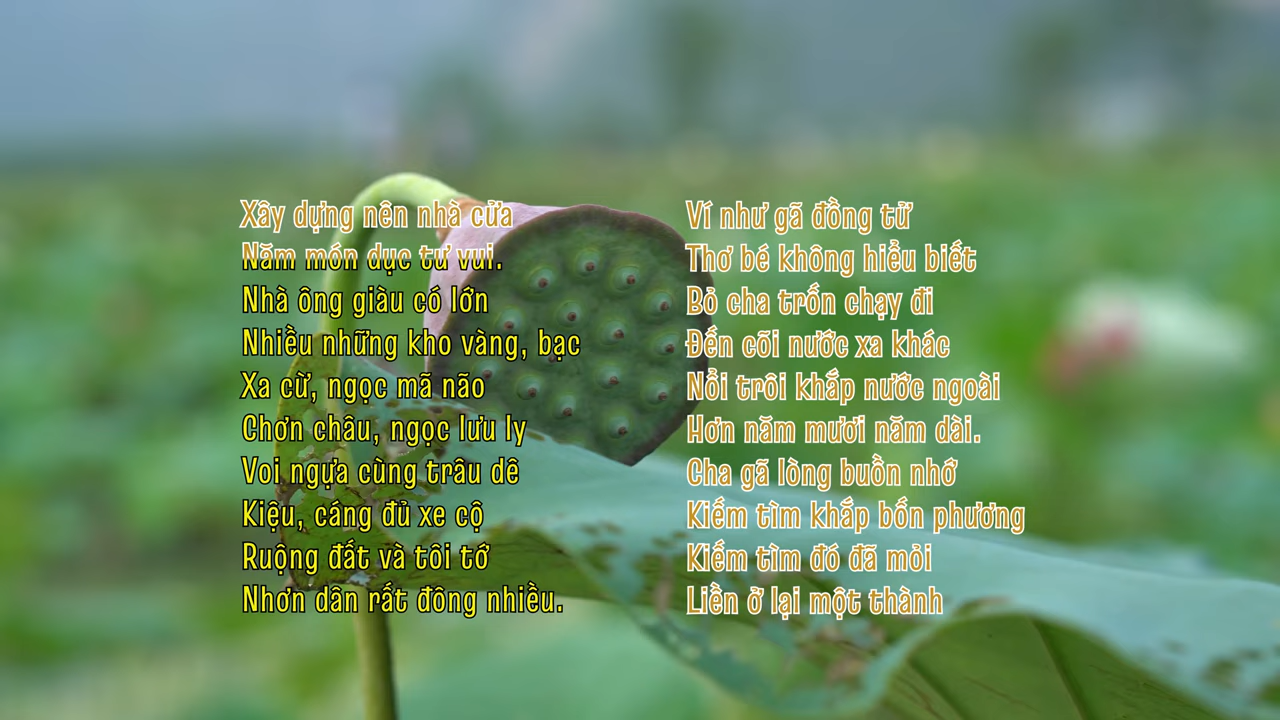 Xây dựng nên nhà cửa
Năm món dục tư vui.
Nhà ông giàu có lớn
Nhiều những kho vàng, bạc
Xa cừ, ngọc mã não
Chơn châu, ngọc lưu ly
Voi ngựa cùng trâu dê
Kiệu, cáng đủ xe cộ
Ruộng đất và tôi tớ
Nhơn dân rất đông nhiều.
Ví như gã đồng tử
Thơ bé không hiểu biết
Bỏ cha trốn chạy đi
Đến cõi nước xa khác
Nổi trôi khắp nước ngoài
Hơn năm mươi năm dài.
Cha gã lòng buồn nhớ
Kiếm tìm khắp bốn phương
Kiếm tìm đó đã mỏi
Liền ở lại một thành